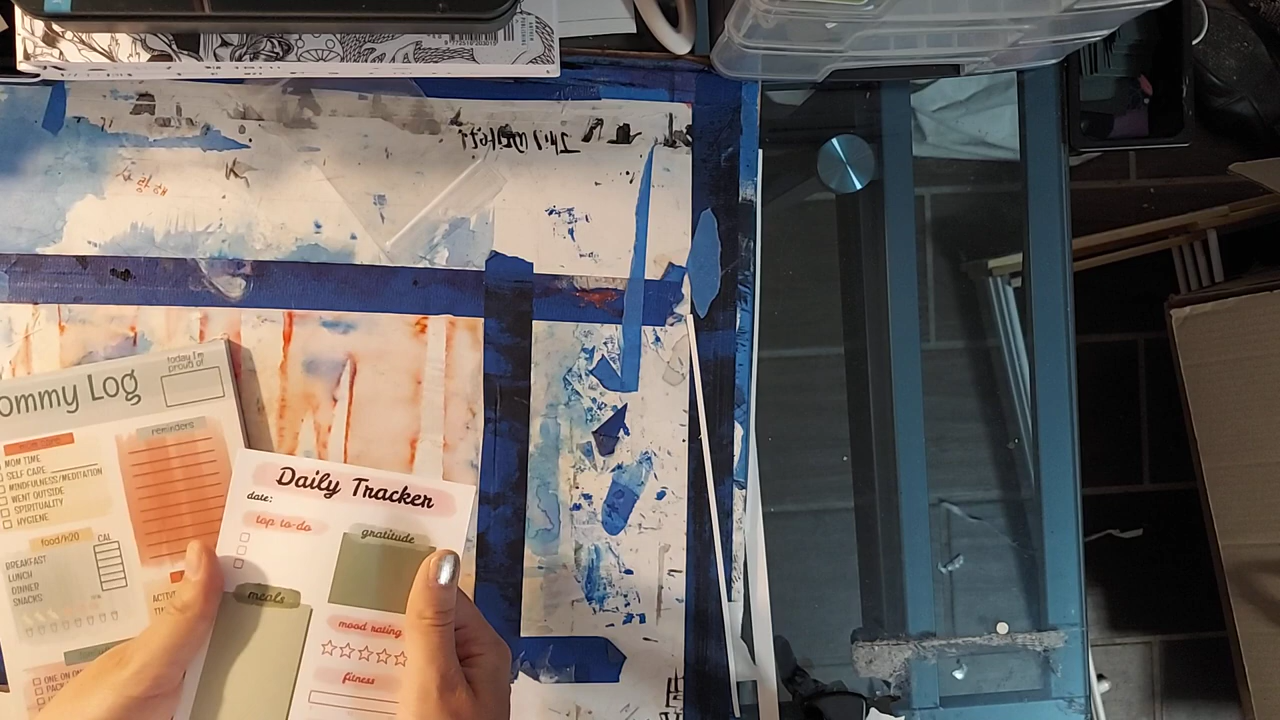 ommy Log
today I'm
proud of
MOM TIME
SELF CARE
MINDFULNESS/MEDITATION
WENT OUTSIDE
SPIRITUALITY
HYGIENE
reminders
food/h20
CAL
BREAKFAST
LUNCH
DINNER
SNACKS
Daily Tracker
date:
top to-do
gratitude
meals
mood rating
fitness